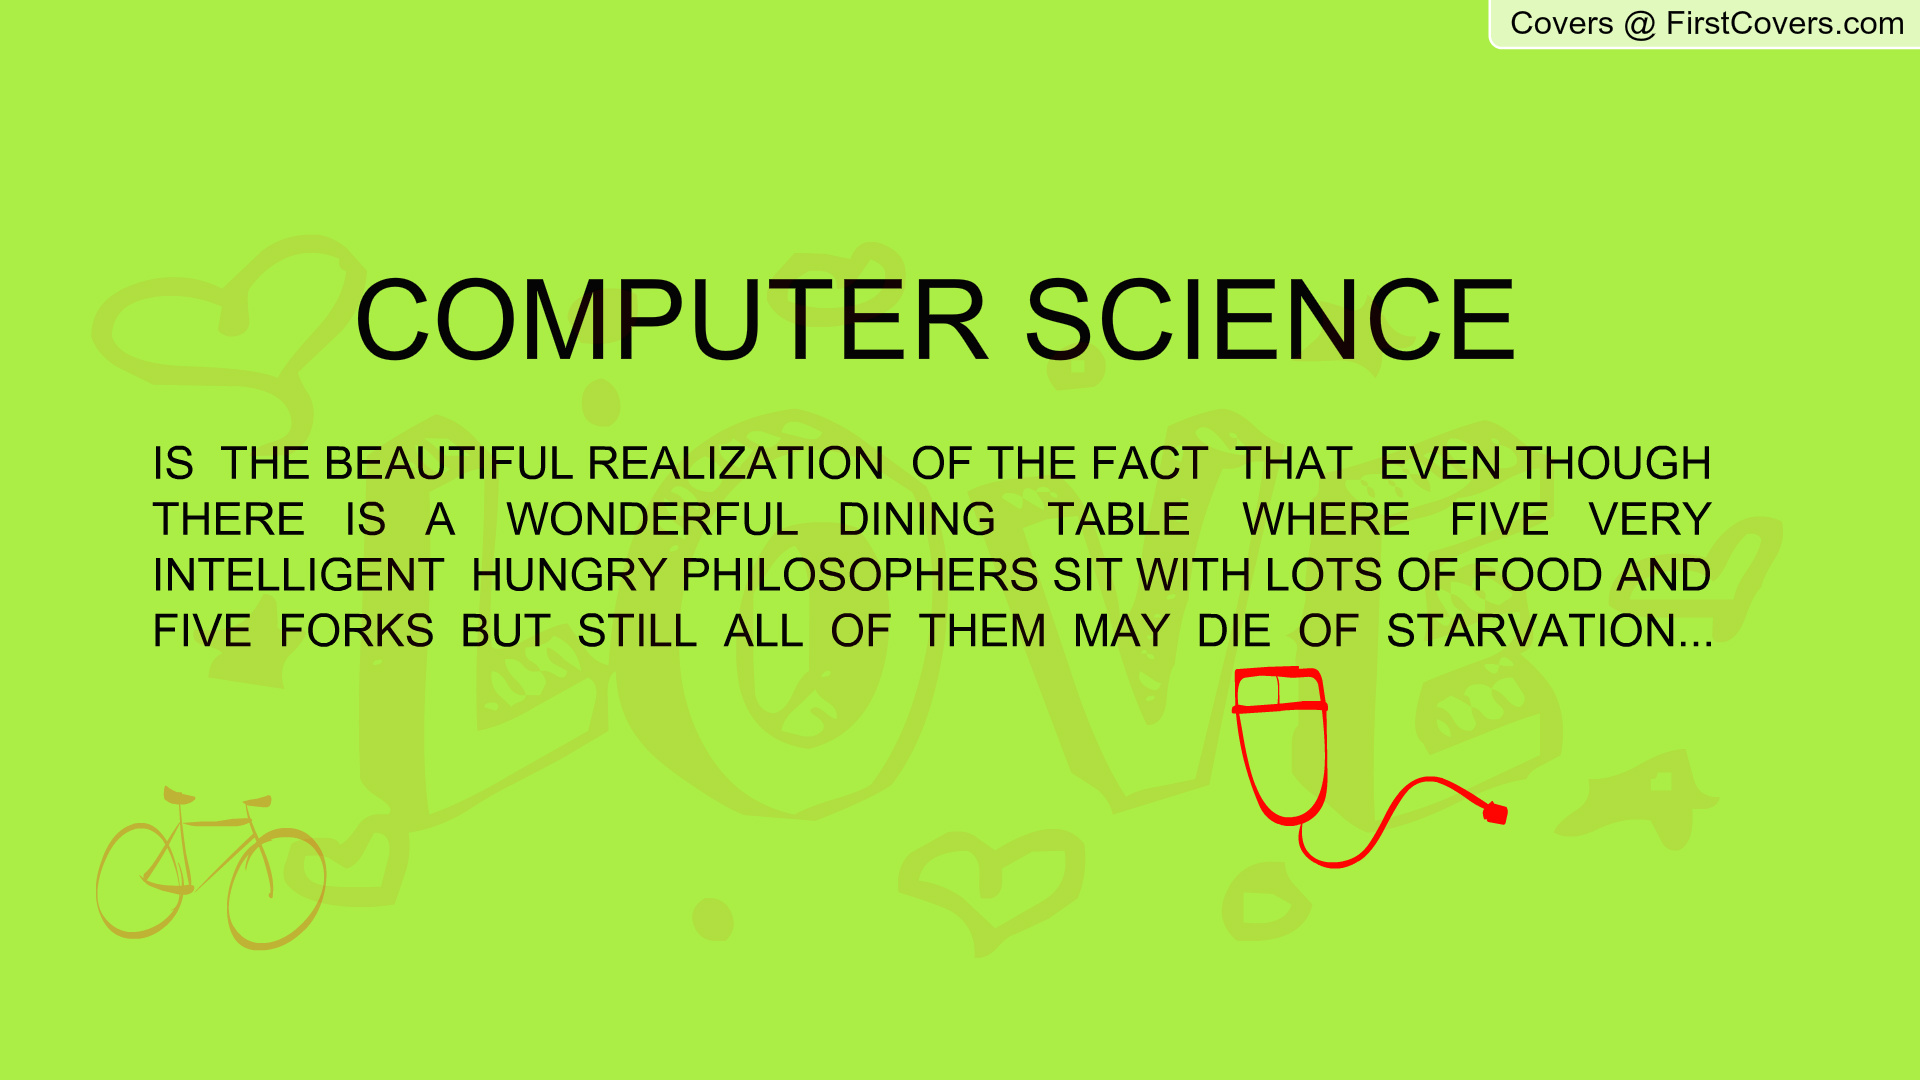 Covers @ FirstCovers.com
COMPUTER SCIENCE
IS THE BEAUTIFUL REALIZATION OF THE FACT THAT EVEN THOUGH
THERE IS A WONDERFUL DINING TABLE WHERE FIVE VERY
INTELLIGENT HUNGRY PHILOSOPHERS SIT WITH LOTS OF FOOD AND
FIVE FORKS BUT STILL ALL OF THEM MAY DIE OF STARVATION...
LOVE